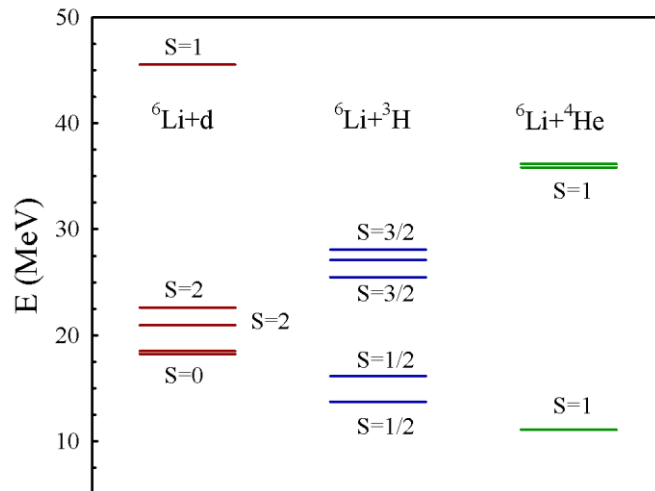 50
S=1
⁶Li+d
⁶Li+³H
⁶Li+⁴He
40
S=1
30
S=3/2
S=2
S=3/2
S=2
20
S=0
S=1/2
S=1
S=1/2
10
E (MeV)